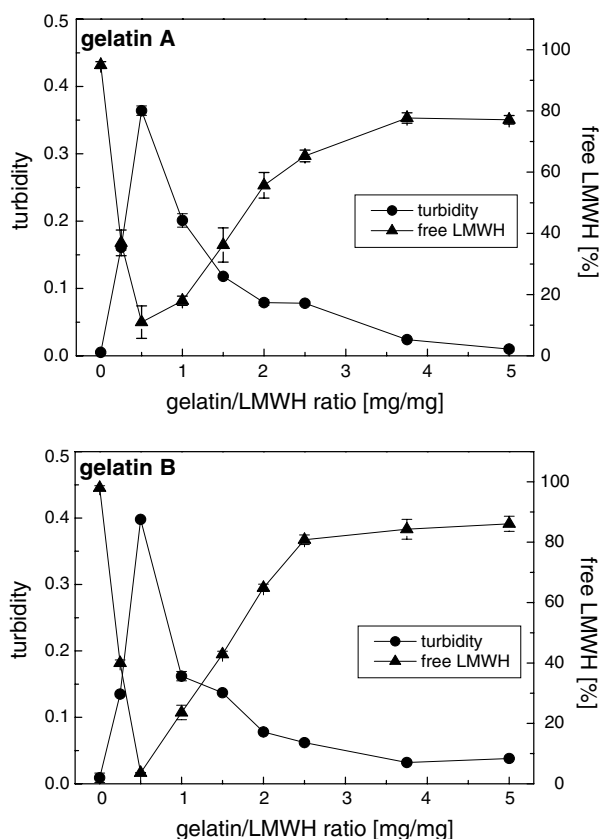 gelatin A
turbidity
0.5
0.4
0.3
0.2
0.1
0.0
100
80
60
40
20
0
free LMWH [%]
turbidity
free LMWH
0 1 2 3 4 5
gelatin/LMWH ratio [mg/mg]
gelatin B
turbidity
0.5
0.4
0.3
0.2
0.1
0.0
100
80
60
40
20
0
free LMWH [%]
turbidity
free LMWH
0 1 2 3 4 5
gelatin/LMWH ratio [mg/mg]